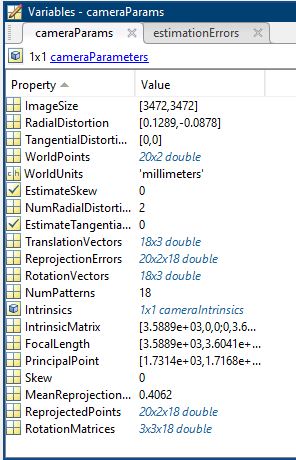 Variables - cameraParams
cameraParams estimationErrors
1x1 cameraParameters
Property Value
ImageSize [3472,3472]
RadialDistortion [0.1289,-0.0878]
TangentialDistorti... [0,0]
WorldPoints 20x2 double
WorldUnits 'millimeters'
EstimateSkew 0
NumRadialDistorti... 2
EstimateTangentia... 0
TranslationVectors 18x3 double
ReprojectionErrors 20x2x18 double
RotationVectors 18x3 double
NumPatterns 18
Intrinsics 1x1 cameraIntrinsics
IntrinsicMatrix [3.5889e+03,0,0;0,3.6...
FocalLength [3.5889e+03,3.6041e+...
PrincipalPoint [1.7314e+03,1.7168e+...
Skew 0
MeanReprojection... 0.4062
ReprojectedPoints 20x2x18 double
RotationMatrices 3x3x18 double